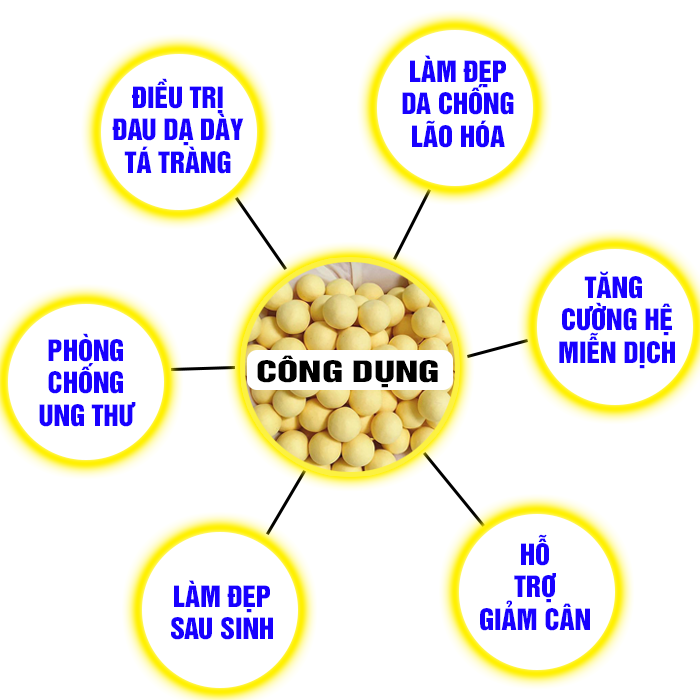 ĐIỀU TRỊ
ĐAU DẠ DÀY
TÁ TRÀNG
LÀM ĐẸP
DA CHỐNG
LÃO HÓA
TĂNG
CƯỜNG HỆ
MIỄN DỊCH
PHÒNG
CHỐNG
UNG THƯ
CÔNG DỤNG
LÀM ĐẸP
SAU SINH
HỖ
TRỢ
GIẢM CÂN